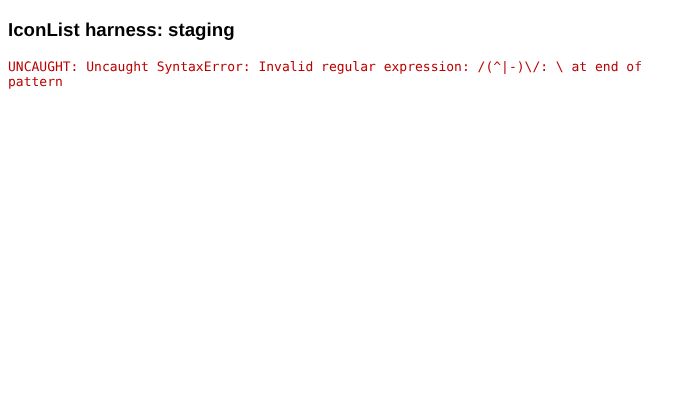 IconList harness: staging
UNCAUGHT: Uncaught SyntaxError: Invalid regular expression: /(^|-)\/: \ at end of
pattern